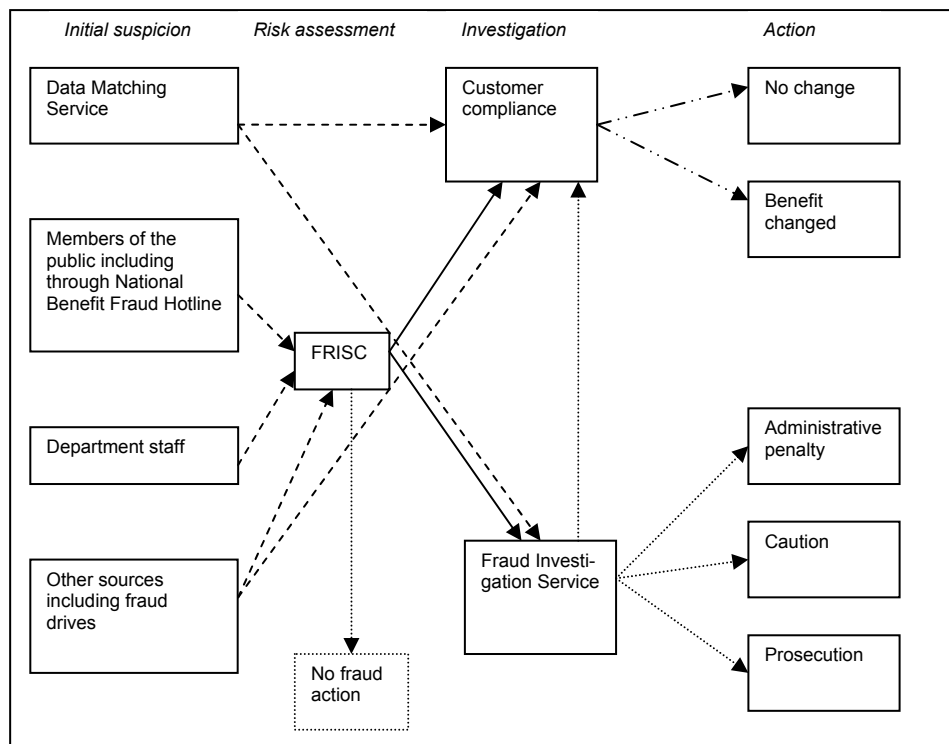 Initial suspicion
Risk assessment
Investigation
Action
Data Matching
Service
Members of the
public including
through National
Benefit Fraud Hotline
Department staff
Other sources
including fraud
drives
FRISC
No fraud
action
Customer
compliance
Fraud Investi-
gation Service
No change
Benefit
changed
Administrative
penalty
Caution
Prosecution